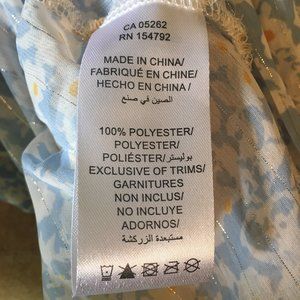 CA 05262
RN 154792
MADE IN CHINA/
FABRIQUÉ EN CHINE/
HECHO EN CHINA /
الصين في صنع
100% POLYESTER/
POLYESTER/
POLIÉSTER/بوليستر/
EXCLUSIVE OF TRIMS/
GARNITURES
NON INCLUS/
NO INCLUYE
ADORNOS/
مستبعدة الزركشة